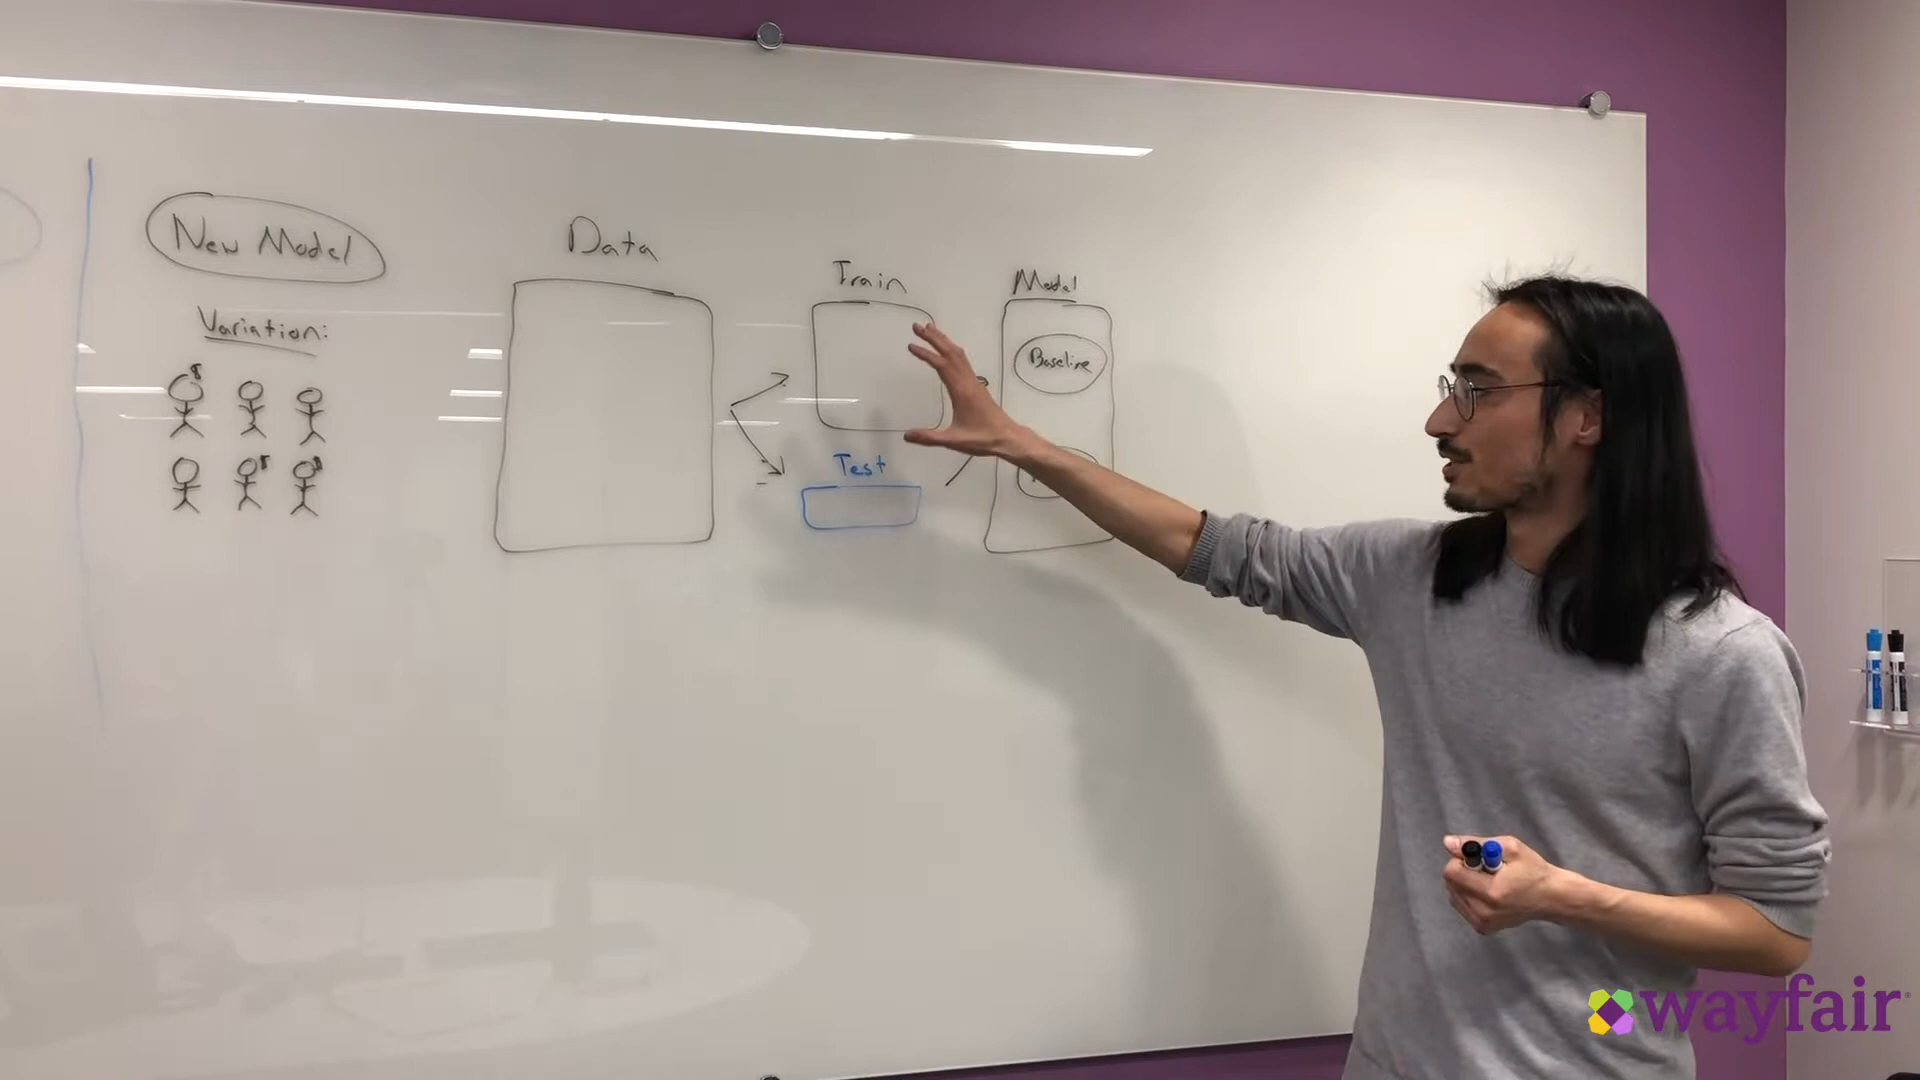 New Model
Variation:
Data
Train
Test
Model
Baseline
wayfair